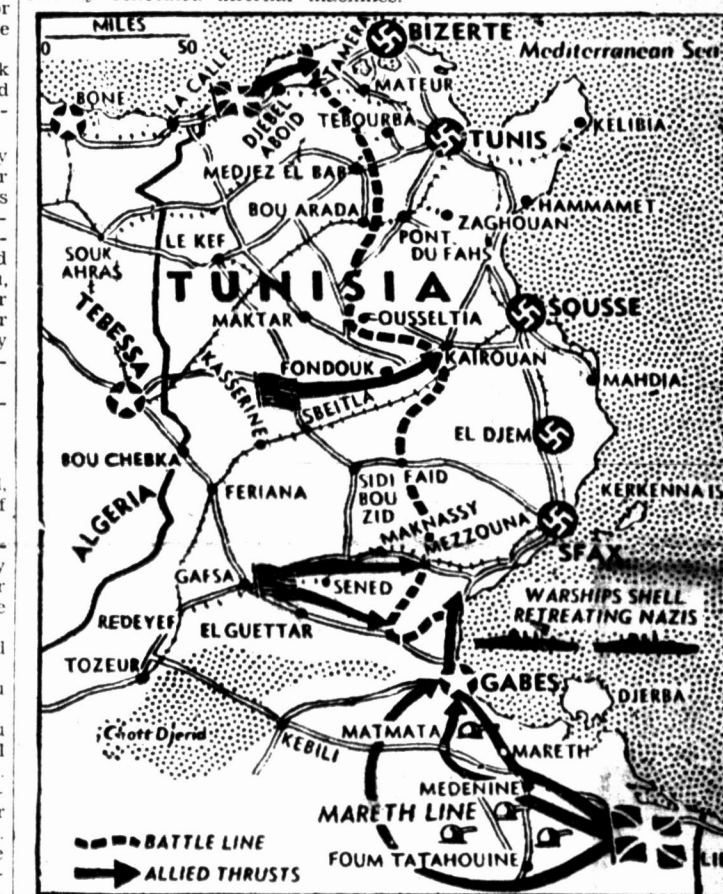 MILES
0 50
BIZERTE
Mediterranean Sea
TAMERA
LA CALLE
BONE
MATEUR
DJEBEL
ABOID
TEBOURBA
TUNIS
KELIBIA
MEDJEZ EL BAB
BOU ARADA
HAMMAMET
ZAGHOUAN
LE KEF
PONT
DU FAHS
SOUK
AHRAS
TUNISIA
TEBESSA
OUSSELTIA
SOUSSE
MAKTAR
KAIROUAN
KASSERINE
FONDOUK
SBEITLA
MAHDIA
EL DJEM
BOU CHEBKA
SIDI
BOU
ZID
FAID
FERIANA
KERKENNA
ALGERIA
MAKNASSY
MEZZOUNA
SFAX
GAFSA
SENED
WARSHIPS SHELL
RETREATING NAZIS
REDEYEF
EL GUETTAR
TOZEUR
GABES
DJERBA
Chott Djerid
KEBILI
MATMATA
MARETH
MEDENINE
MARETH LINE
BATTLE LINE
FOUM TATAHOUINE
ALLIED THRUSTS